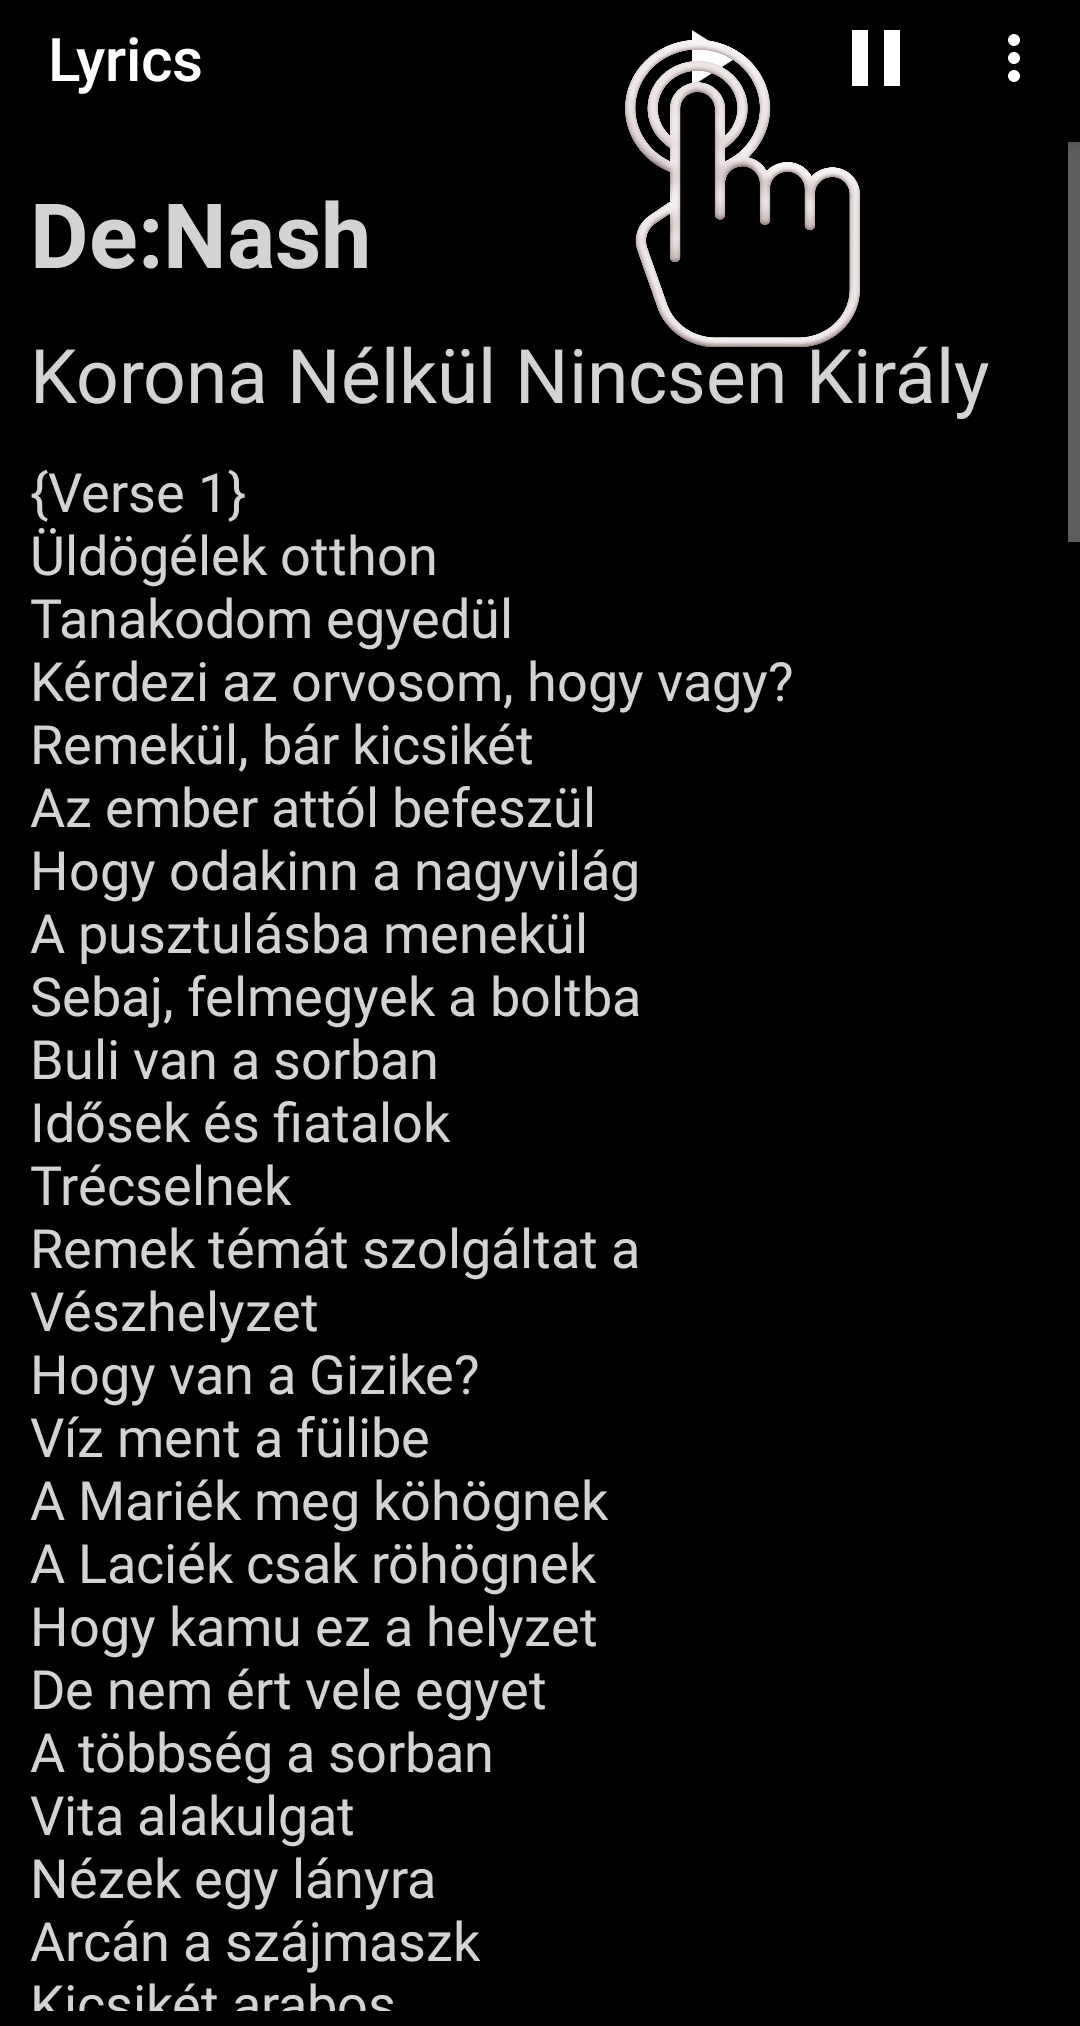 Lyrics
De:Nash
Korona Nélkül Nincsen Király
{Verse 1}
Üldögélek otthon
Tanakodom egyedül
Kérdezi az orvosom, hogy vagy?
Remekül, bár kicsikét
Az ember attól befeszül
Hogy odakinn a nagyvilág
A pusztulásba menekül
Sebaj, felmegyek a boltba
Buli van a sorban
Idősek és fiatalok
Trécselnek
Remek témát szolgáltat a
Vészhelyzet
Hogy van a Gizike?
Víz ment a fülibe
A Mariék meg köhögnek
A Laciék csak röhögnek
Hogy kamu ez a helyzet
De nem ért vele egyet
A többség a sorban
Vita alakulgat
Nézek egy lányra
Arcán a szájmaszk
Kicsikét arabos